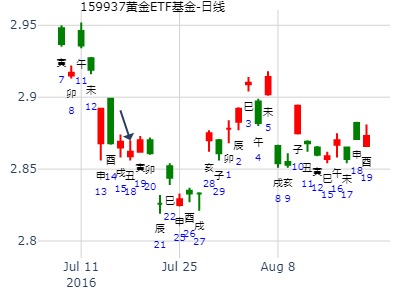 159937黄金ETF基金-日线
2.95
2.9
2.85
2.8
寅
7
卯
8
午
11
未
12
申
13
酉
14
戌
15
丑
18
寅
19
卯
20
辰
21
巳
22
申
25
酉
26
戌
27
亥
28
子
29
卯
1
辰
2
巳
3
午
4
未
5
戌
8
亥
9
子
10
丑
11
寅
12
巳
15
午
16
未
17
申
18
酉
19
Jul 11
2016
Jul 25
Aug 8